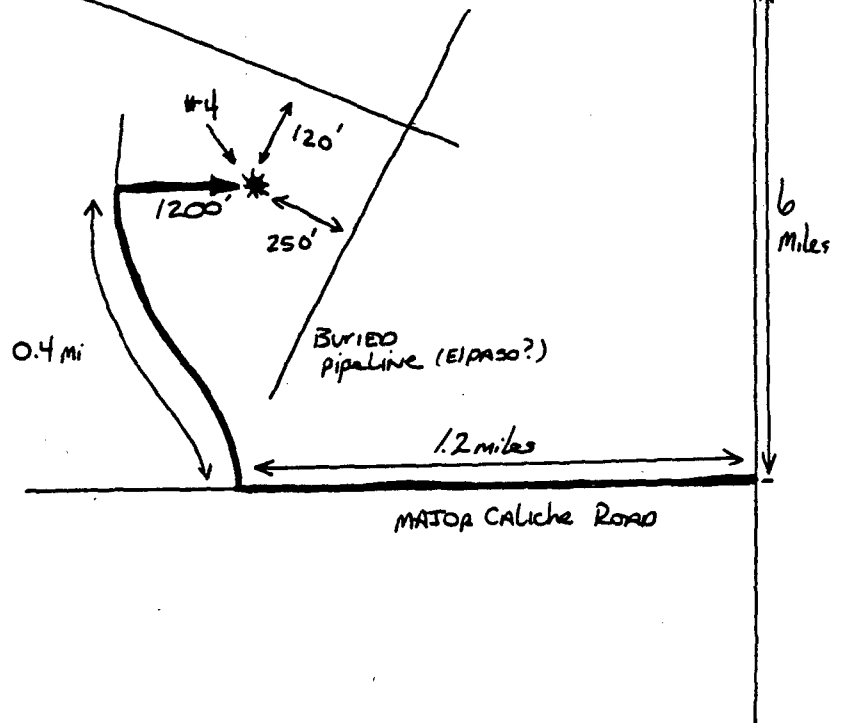 #4
120'
1200'
250'
6
Miles
0.4 mi
Buried
pipeline (Elpaso?)
1.2 miles
MAJOR CALICHE ROAD